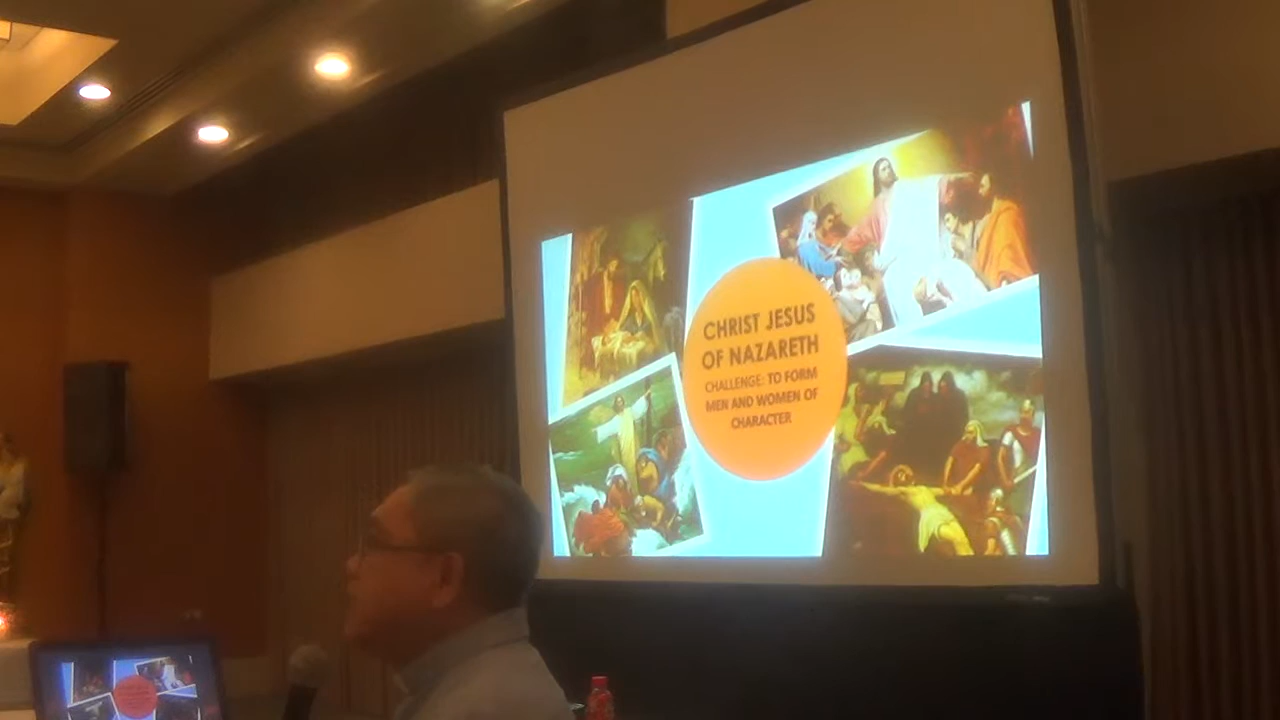 CHRIST JESUS
OF NAZARETH
CHALLENGE: TO FORM
MEN AND WOMEN OF
CHARACTER